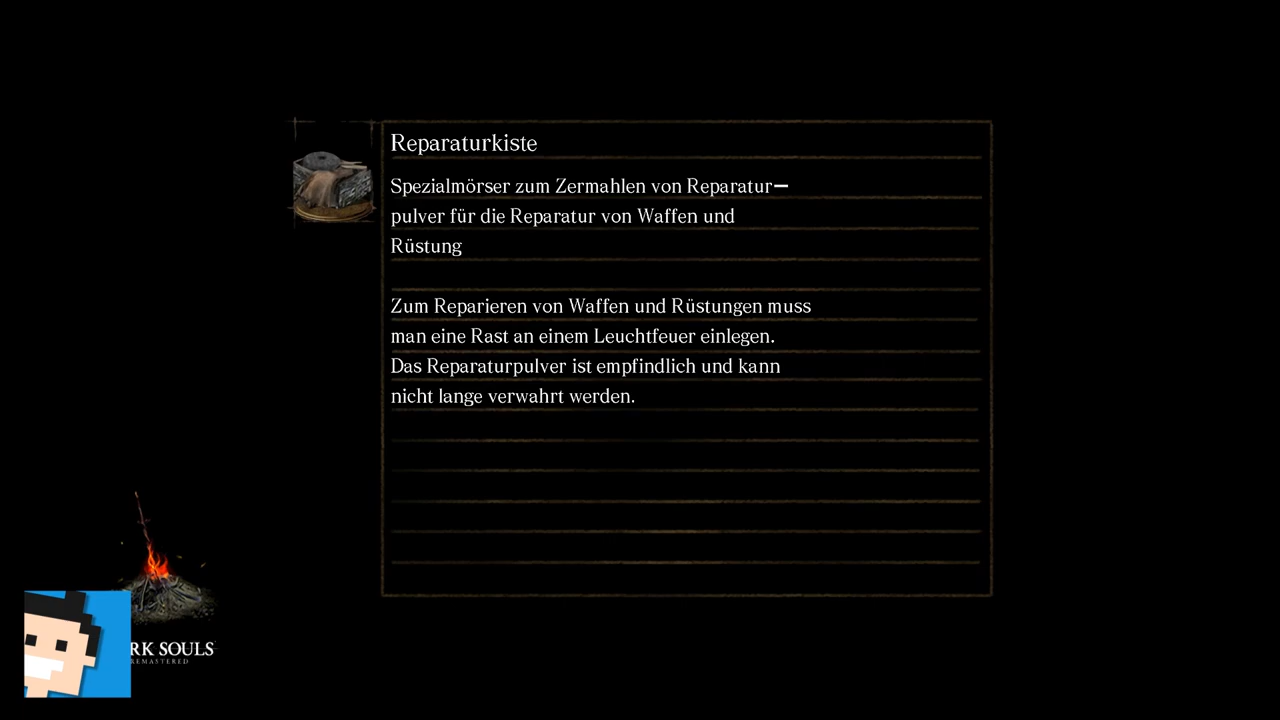 Reparaturkiste
Spezialmörser zum Zermahlen von Reparatur–
pulver für die Reparatur von Waffen und
Rüstung
Zum Reparieren von Waffen und Rüstungen muss
man eine Rast an einem Leuchtfeuer einlegen.
Das Reparaturpulver ist empfindlich und kann
nicht lange verwahrt werden.
RK SOULS
REMASTERED